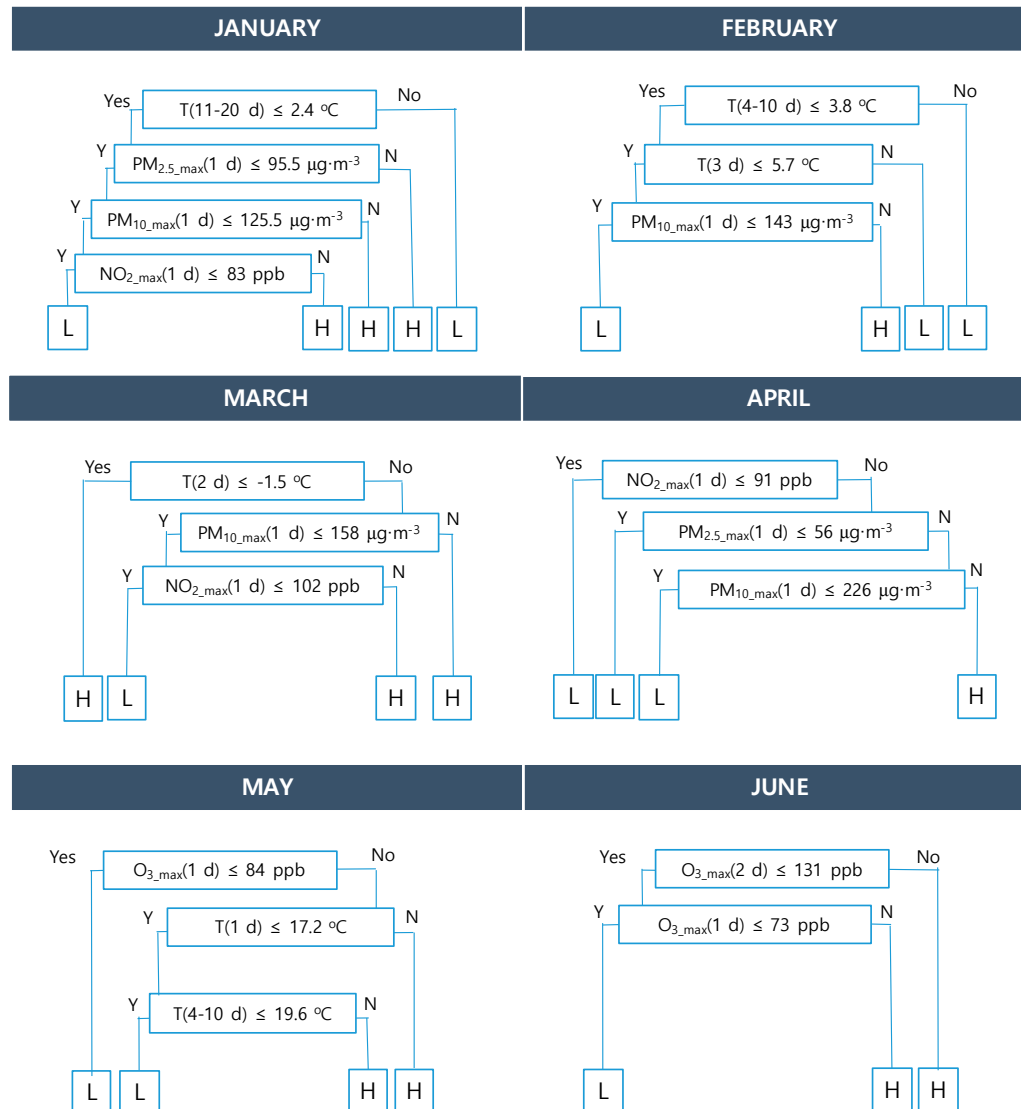 JANUARY
Yes
T(11-20 d) ≤ 2.4 ºC
No
Y
PM2.5_max(1 d) ≤ 95.5 μg·m-3
N
Y
PM10_max(1 d) ≤ 125.5 μg·m-3
N
Y
NO2_max(1 d) ≤ 83 ppb
N
L
H
H
H
L
FEBRUARY
Yes
T(4-10 d) ≤ 3.8 ºC
No
Y
T(3 d) ≤ 5.7 ºC
N
Y
PM10_max(1 d) ≤ 143 μg·m-3
N
L
H
L
L
MARCH
Yes
T(2 d) ≤ -1.5 ºC
No
Y
PM10_max(1 d) ≤ 158 μg·m-3
N
Y
NO2_max(1 d) ≤ 102 ppb
N
H
L
H
H
APRIL
Yes
NO2_max(1 d) ≤ 91 ppb
No
Y
PM2.5_max(1 d) ≤ 56 μg·m-3
N
Y
PM10_max(1 d) ≤ 226 μg·m-3
N
L
L
L
H
MAY
Yes
O3_max(1 d) ≤ 84 ppb
No
Y
T(1 d) ≤ 17.2 ºC
N
Y
T(4-10 d) ≤ 19.6 ºC
N
L
L
H
H
JUNE
Yes
O3_max(2 d) ≤ 131 ppb
No
Y
O3_max(1 d) ≤ 73 ppb
N
L
H
H